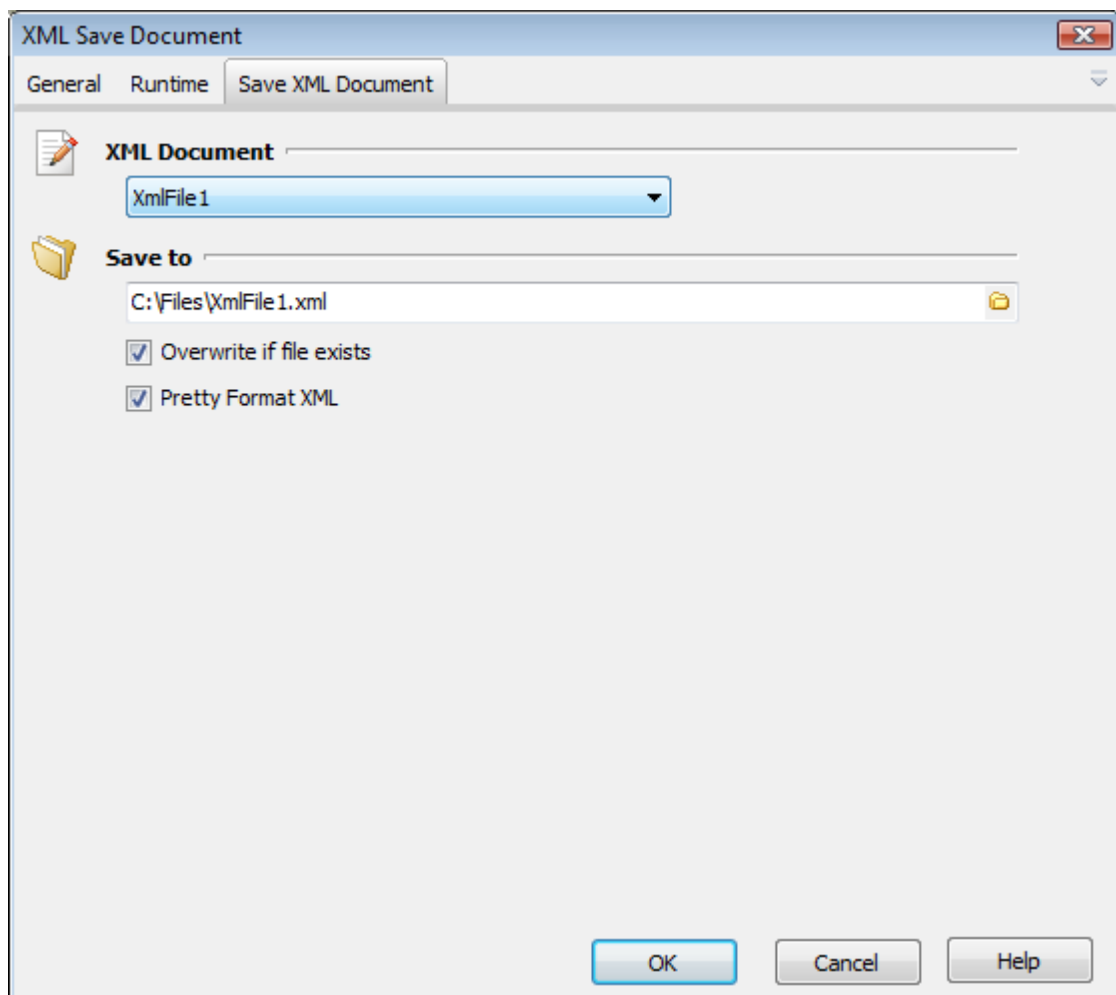 XML Save Document
General Runtime Save XML Document
XML Document
XmlFile1
Save to
C:\Files\XmlFile1.xml
Overwrite if file exists
Pretty Format XML
OK Cancel Help